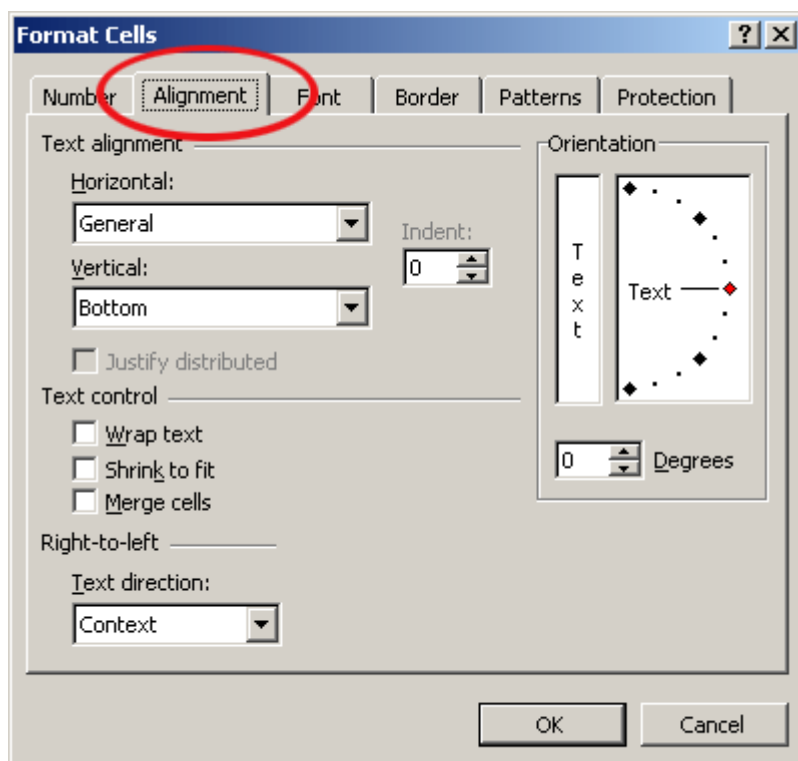 Format Cells
Number Alignment Font Border Patterns Protection
Text alignment
Horizontal:
General
Indent:
0
Vertical:
Bottom
Justify distributed
Text control
Wrap text
Shrink to fit
Merge cells
Right-to-left
Text direction:
Context
Orientation
Text
Text
0 Degrees
OK Cancel